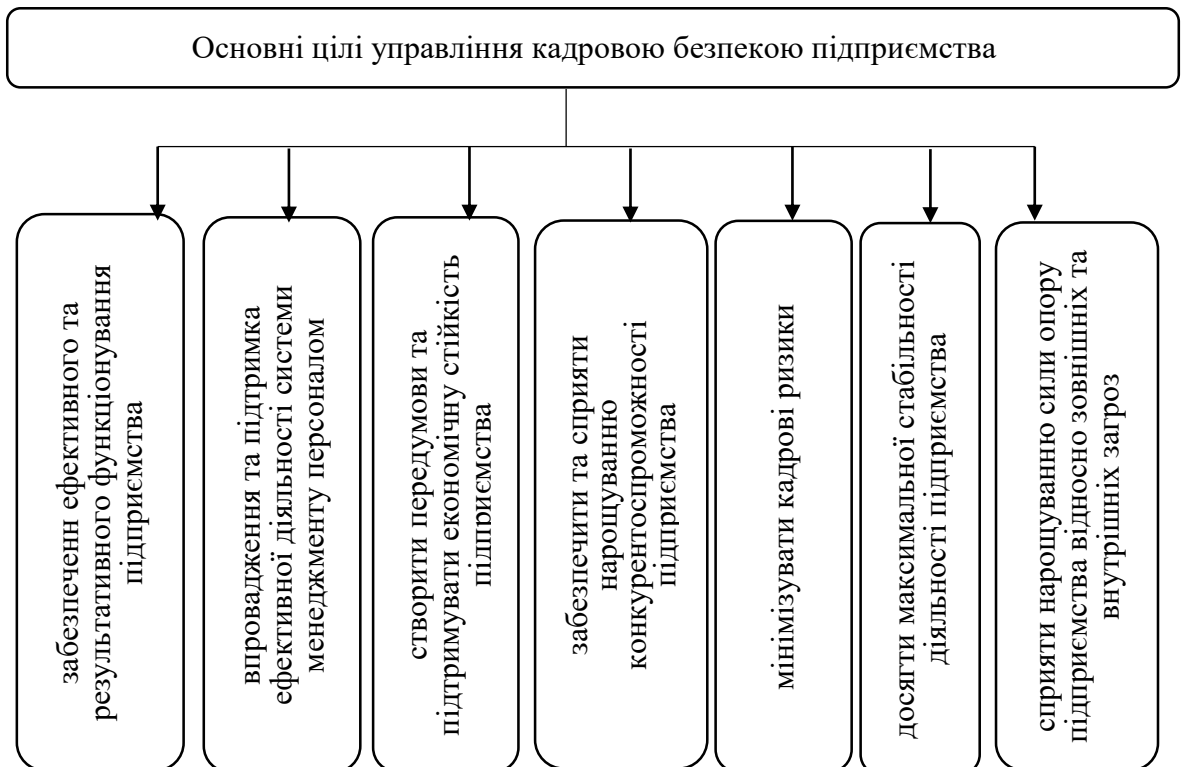 Основні цілі управління кадровою безпекою підприємства
забезпеченн ефективного та
результативного функціонування
підприємства
впровадження та підтримка
ефективної діяльності системи
менеджменту персоналом
створити передумови та
підтримувати економічну стійкість
підприємства
забезпечити та сприяти
нарощуванню
конкурентоспроможності
підприємства
мінімізувати кадрові ризики
досягти максимальної стабільності
діяльності підприємства
сприяти нарощуванню сили опору
підприємства відносно зовнішніх та
внутрішніх загроз